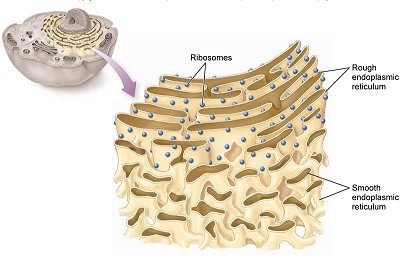 Ribosomes
Rough
endoplasmic
reticulum
Smooth
endoplasmic
reticulum